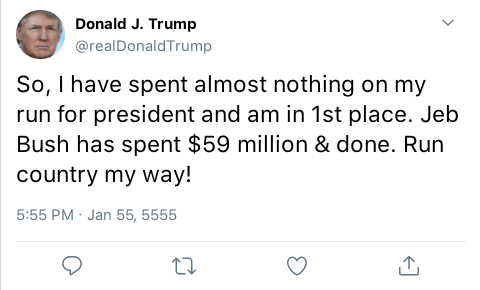 Donald J. Trump
@realDonaldTrump
So, I have spent almost nothing on my
run for president and am in 1st place. Jeb
Bush has spent $59 million & done. Run
country my way!
5:55 PM · Jan 55, 5555